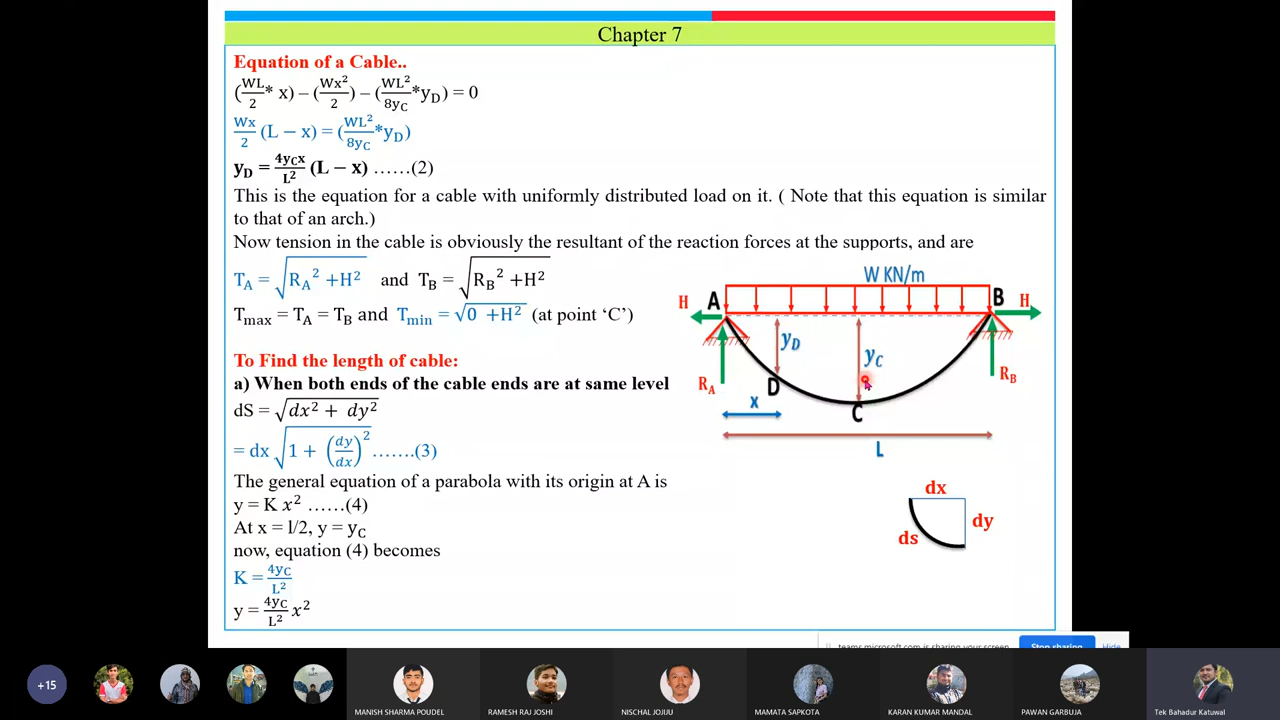 Chapter 7
Equation of a Cable..
(WL/2* x) – (Wx²/2) – (WL²/8y_C*y_D) = 0
Wx/2 (L − x) = (WL²/8y_C*y_D)
y_D = 4y_Cx/L² (L − x) ……(2)
This is the equation for a cable with uniformly distributed load on it. ( Note that this equation is similar
to that of an arch.)
Now tension in the cable is obviously the resultant of the reaction forces at the supports, and are
T_A = √(R_A² +H²) and T_B = √(R_B² +H²)
T_max = T_A = T_B and T_min = √(0 +H²) (at point ‘C’)
To Find the length of cable:
a) When both ends of the cable ends are at same level
dS = √(dx² + dy²)
= dx √(1 + (dy/dx)²) …….(3)
The general equation of a parabola with its origin at A is
y = K x² ……(4)
At x = l/2, y = y_C
now, equation (4) becomes
K = 4y_C/L²
y = 4y_C/L² x²
W KN/m
H A B H
y_D y_C
R_A D R_B
x C
L
dx
dy
ds
teams.microsoft.com is sharing your screen. Stop sharing Hide
+15
MANISH SHARMA POUDEL
RAMESH RAJ JOSHI
NISCHAL JOJIJU
MAMATA SAPKOTA
KARAN KUMAR MANDAL
PAWAN GARBUJA
Tek Bahadur Katuwal